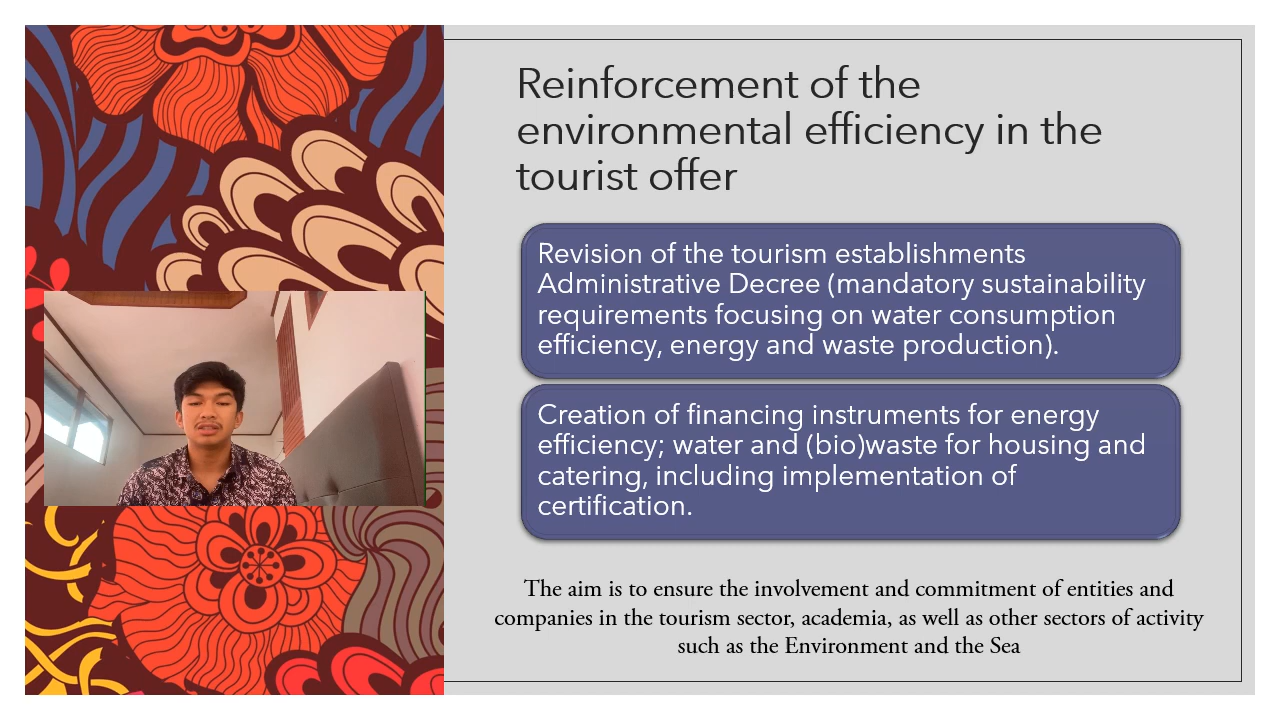 Reinforcement of the
environmental efficiency in the
tourist offer
Revision of the tourism establishments
Administrative Decree (mandatory sustainability
requirements focusing on water consumption
efficiency, energy and waste production).
Creation of financing instruments for energy
efficiency; water and (bio)waste for housing and
catering, including implementation of
certification.
The aim is to ensure the involvement and commitment of entities and
companies in the tourism sector, academia, as well as other sectors of activity
such as the Environment and the Sea